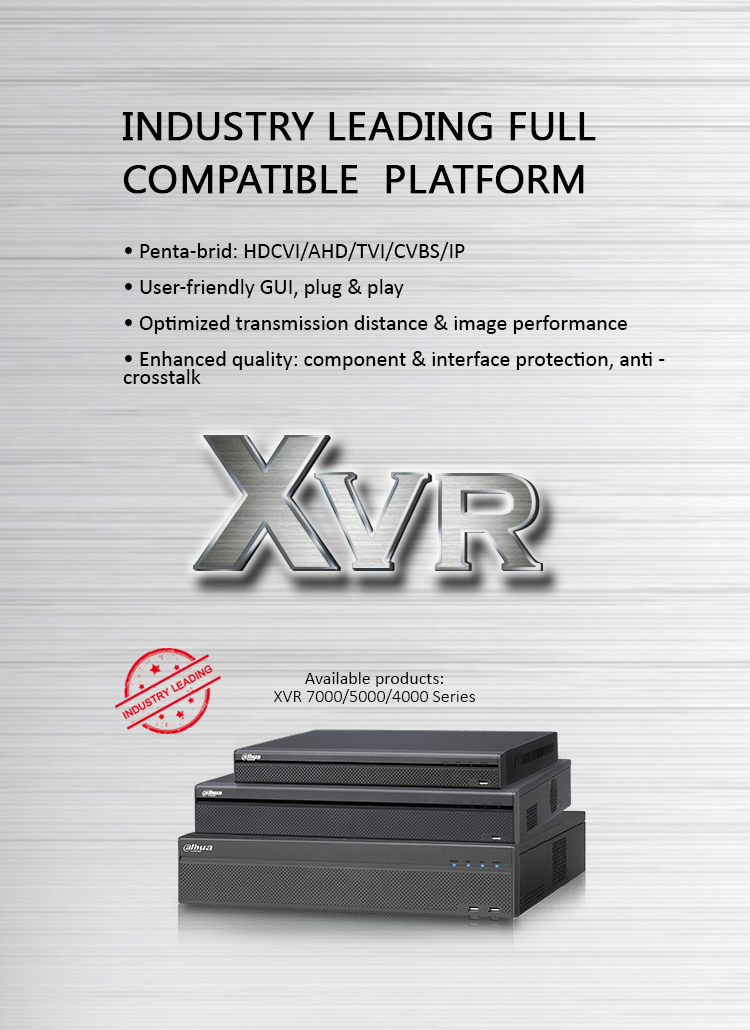 INDUSTRY LEADING FULL
COMPATIBLE PLATFORM
• Penta-brid: HDCVI/AHD/TVI/CVBS/IP
• User-friendly GUI, plug & play
• Optimized transmission distance & image performance
• Enhanced quality: component & interface protection, anti -
crosstalk
XVR
INDUSTRY LEADING
Available products:
XVR 7000/5000/4000 Series
alhua
alhua
alhua